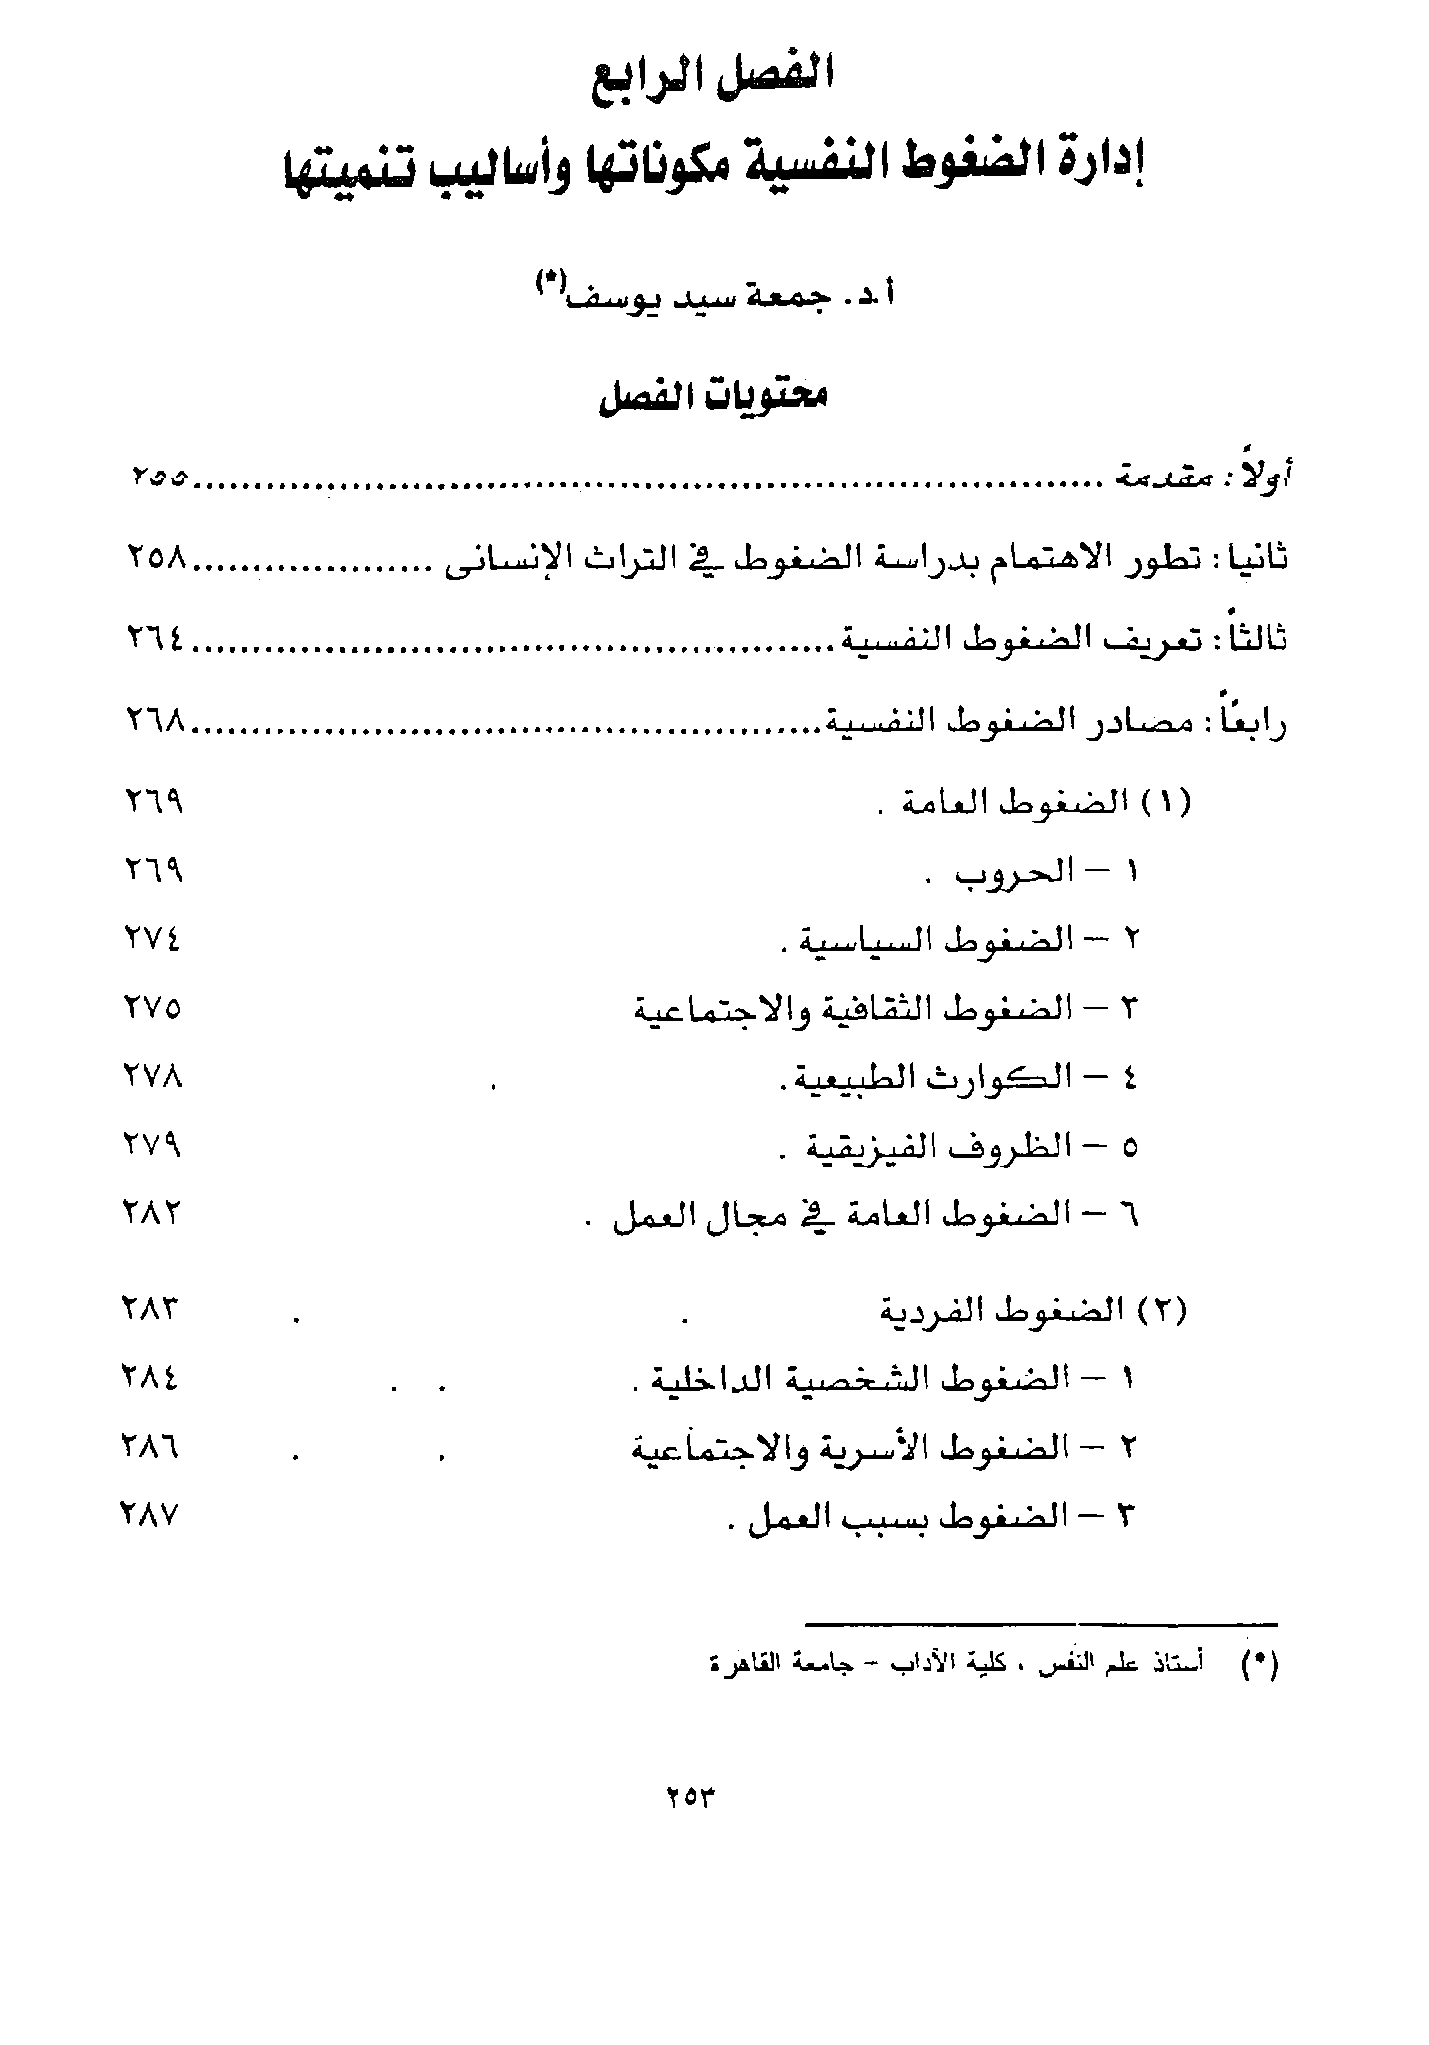 الفصل الرابع
إدارة الضغوط النفسية مكوناتها وأساليب تنميتها
أ.د. جمعة سيد يوسف(*)
محتويات الفصل
أولاً : مقدمة ........................................ ٢٥٥
ثانيا : تطور الاهتمام بدراسة الضغوط في التراث الإنسانى .................... ٢٥٨
ثالثاً : تعريف الضغوط النفسية ........................................ ٢٦٤
رابعًا : مصادر الضغوط النفسية ........................................ ٢٦٨
(١) الضغوط العامة . ٢٦٩
١ – الحروب . ٢٦٩
٢ – الضغوط السياسية . ٢٧٤
٣ – الضغوط الثقافية والاجتماعية ٢٧٥
٤ – الكوارث الطبيعية . ٢٧٨
٥ – الظروف الفيزيقية . ٢٧٩
٦ – الضغوط العامة في مجال العمل . ٢٨٢
(٢) الضغوط الفردية ٢٨٣
١ – الضغوط الشخصية الداخلية . ٢٨٤
٢ – الضغوط الأسرية والاجتماعية ٢٨٦
٣ – الضغوط بسبب العمل . ٢٨٧
(*) أستاذ علم النفس ، كلية الآداب – جامعة القاهرة
٢٥٣